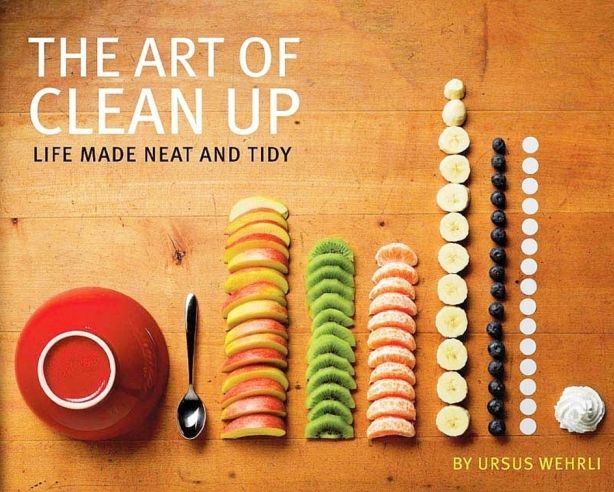 THE ART OF
CLEAN UP
LIFE MADE NEAT AND TIDY
BY URSUS WEHRLI